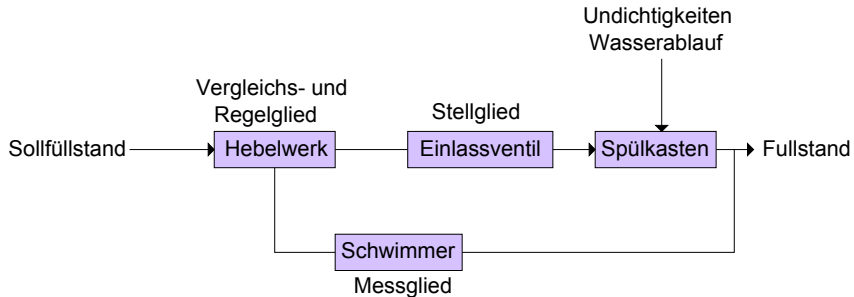 Undichtigkeiten
Wasserablauf
Vergleichs- und
Regelglied
Stellglied
Sollfüllstand
Hebelwerk
Einlassventil
Spülkasten
Fullstand
Schwimmer
Messglied